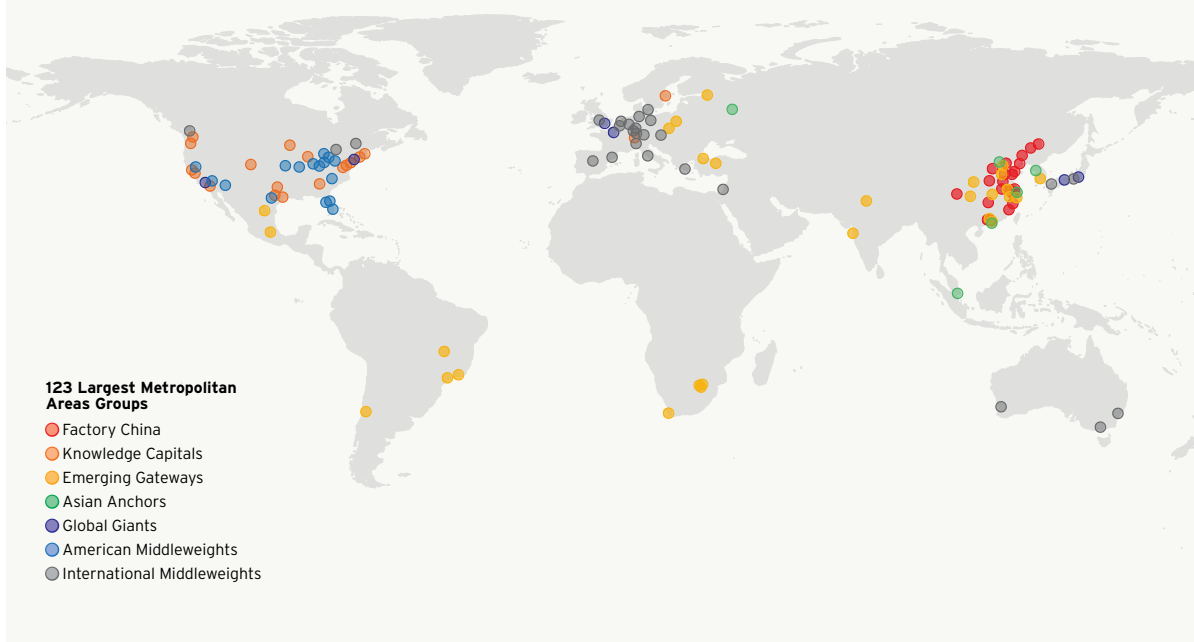 123 Largest Metropolitan
Areas Groups
Factory China
Knowledge Capitals
Emerging Gateways
Asian Anchors
Global Giants
American Middleweights
International Middleweights